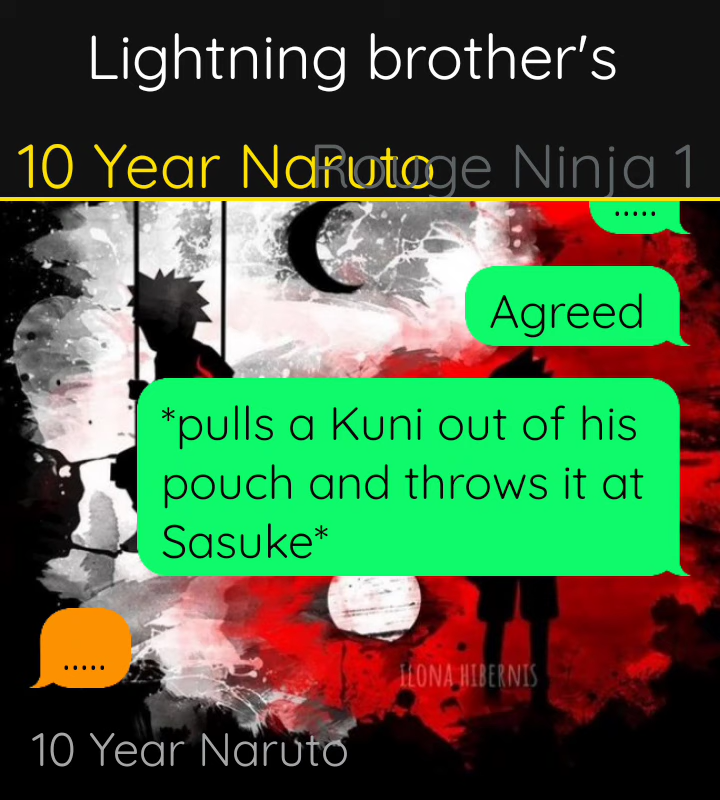 Lightning brother's
10 Year Naruto Rouge Ninja 1
.....
Agreed
*pulls a Kuni out of his
pouch and throws it at
Sasuke*
.....
ILONA HIBERNIS
10 Year Naruto